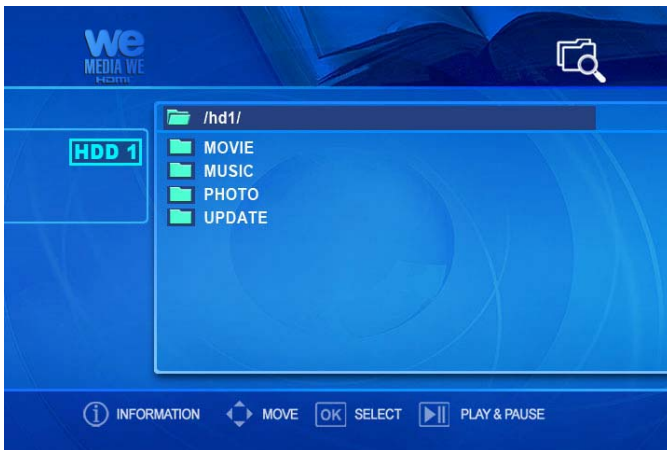 we
MEDIA WE
HDMI
/hd1/
HDD 1
MOVIE
MUSIC
PHOTO
UPDATE
i INFORMATION MOVE OK SELECT PLAY & PAUSE